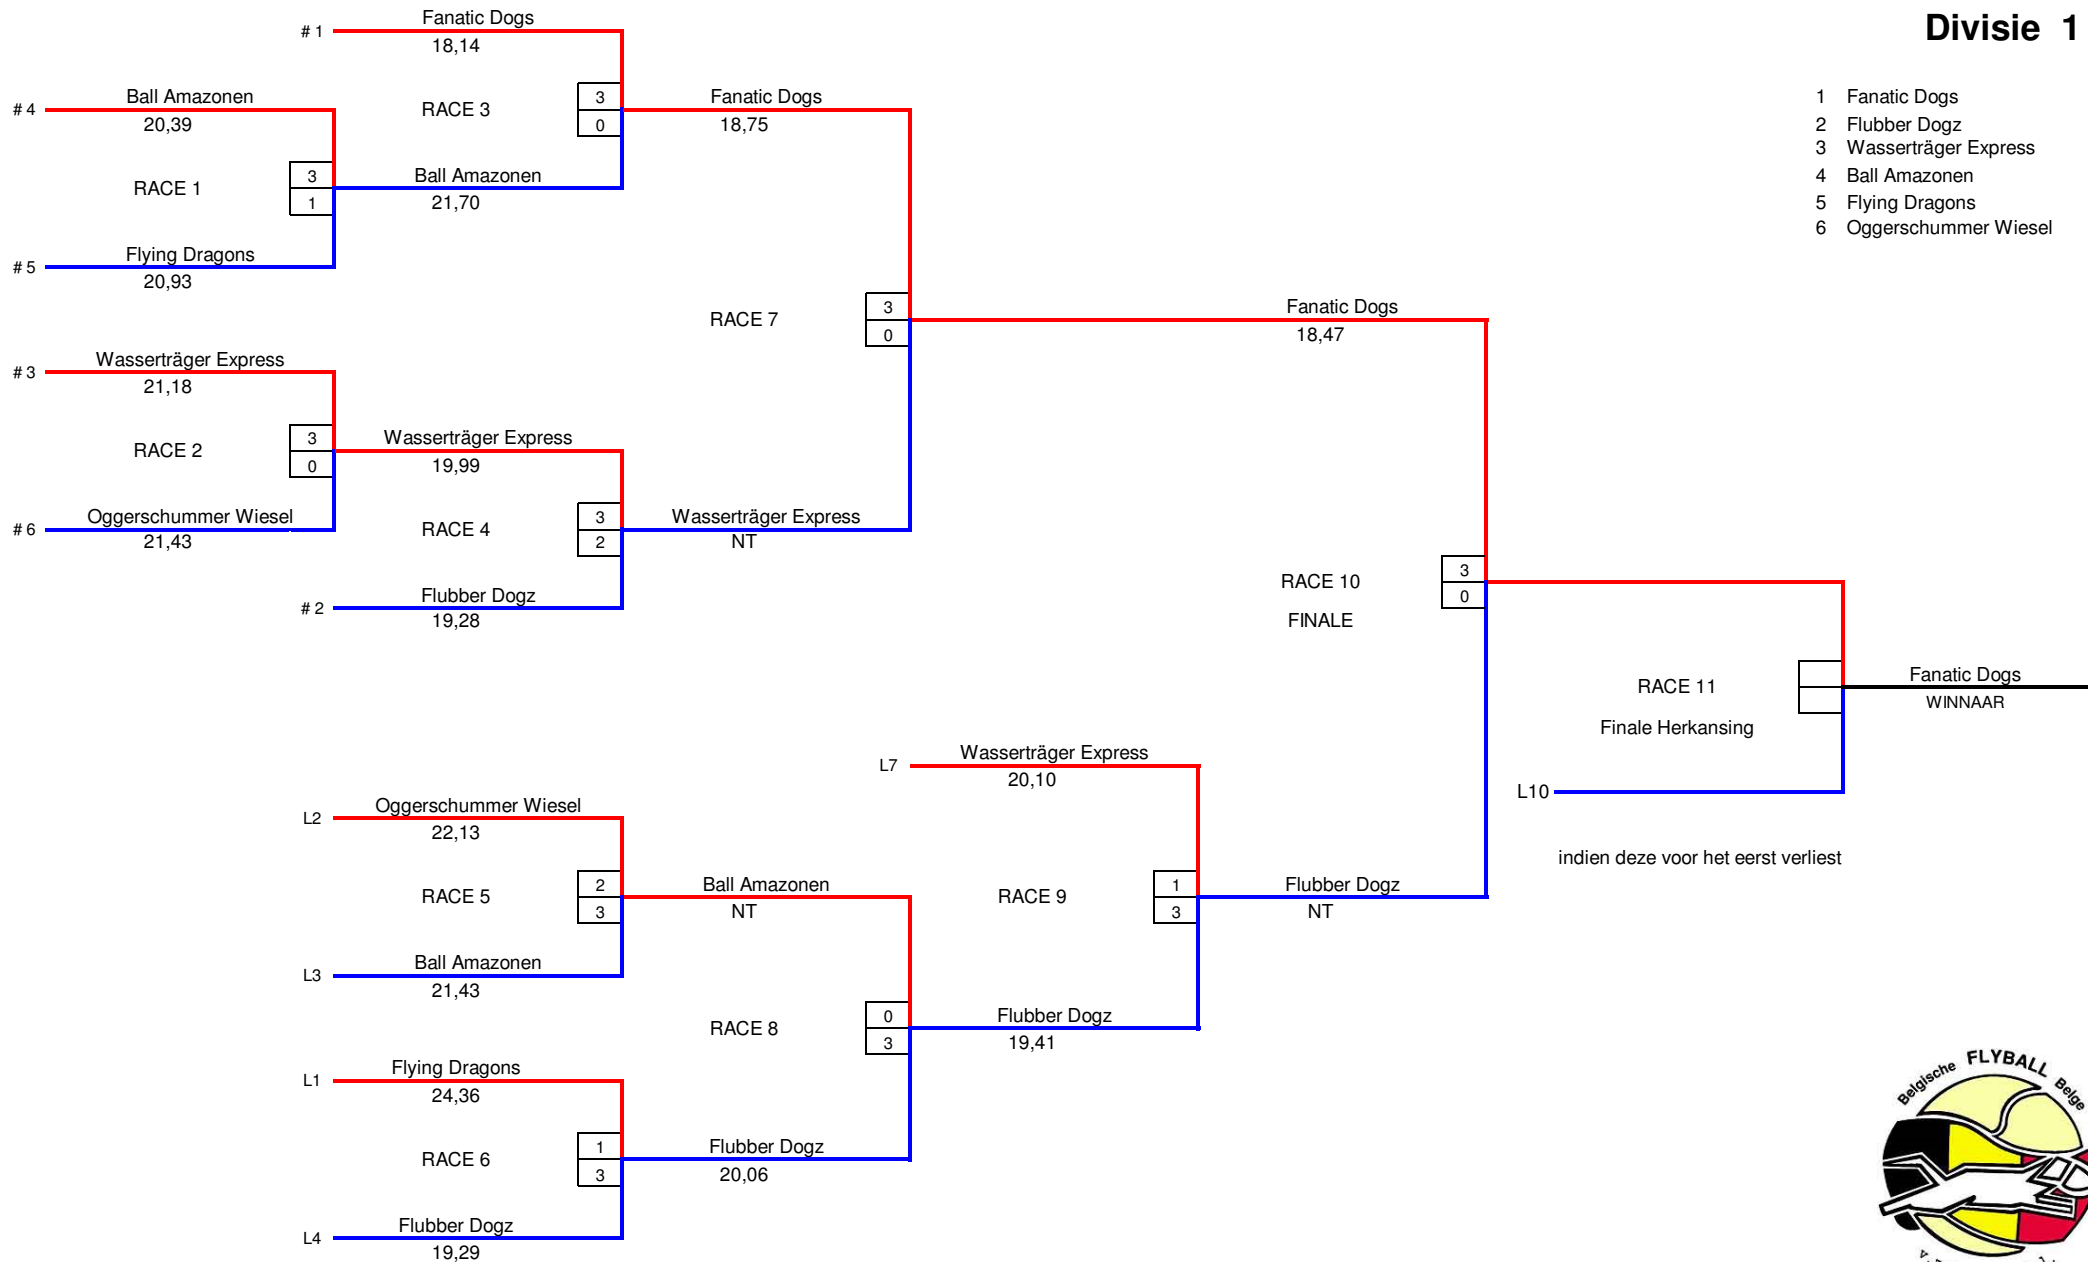 Divisie 1
1 Fanatic Dogs
2 Flubber Dogz
3 Wasserträger Express
4 Ball Amazonen
5 Flying Dragons
6 Oggerschummer Wiesel
# 1
Fanatic Dogs
18,14
# 4
Ball Amazonen
20,39
RACE 3
3
0
Fanatic Dogs
18,75
RACE 1
3
1
Ball Amazonen
21,70
# 5
Flying Dragons
20,93
RACE 7
3
0
Fanatic Dogs
18,47
# 3
Wasserträger Express
21,18
RACE 2
3
0
Wasserträger Express
19,99
# 6
Oggerschummer Wiesel
21,43
RACE 4
3
2
Wasserträger Express
NT
# 2
Flubber Dogz
19,28
RACE 10
FINALE
3
0
RACE 11
Finale Herkansing
Fanatic Dogs
WINNAAR
L10
indien deze voor het eerst verliest
L7
Wasserträger Express
20,10
L2
Oggerschummer Wiesel
22,13
RACE 5
2
3
Ball Amazonen
NT
RACE 9
1
3
Flubber Dogz
NT
L3
Ball Amazonen
21,43
RACE 8
0
3
Flubber Dogz
19,41
L1
Flying Dragons
24,36
RACE 6
1
3
Flubber Dogz
20,06
L4
Flubber Dogz
19,29
Belgische FLYBALL Belge